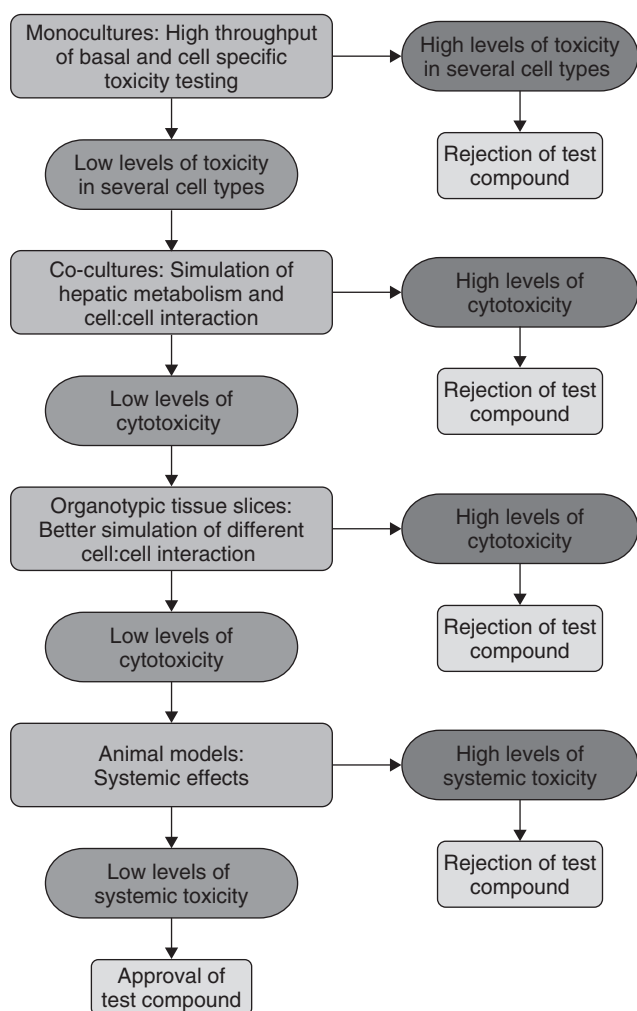 Monocultures: High throughput
of basal and cell specific
toxicity testing
High levels of toxicity
in several cell types
Rejection of test
compound
Low levels of toxicity
in several cell types
Co-cultures: Simulation of
hepatic metabolism and
cell:cell interaction
High levels of
cytotoxicity
Rejection of test
compound
Low levels of
cytotoxicity
Organotypic tissue slices:
Better simulation of different
cell:cell interaction
High levels of
cytotoxicity
Rejection of test
compound
Low levels of
cytotoxicity
Animal models:
Systemic effects
High levels of
systemic toxicity
Rejection of test
compound
Low levels of
systemic toxicity
Approval of
test compound